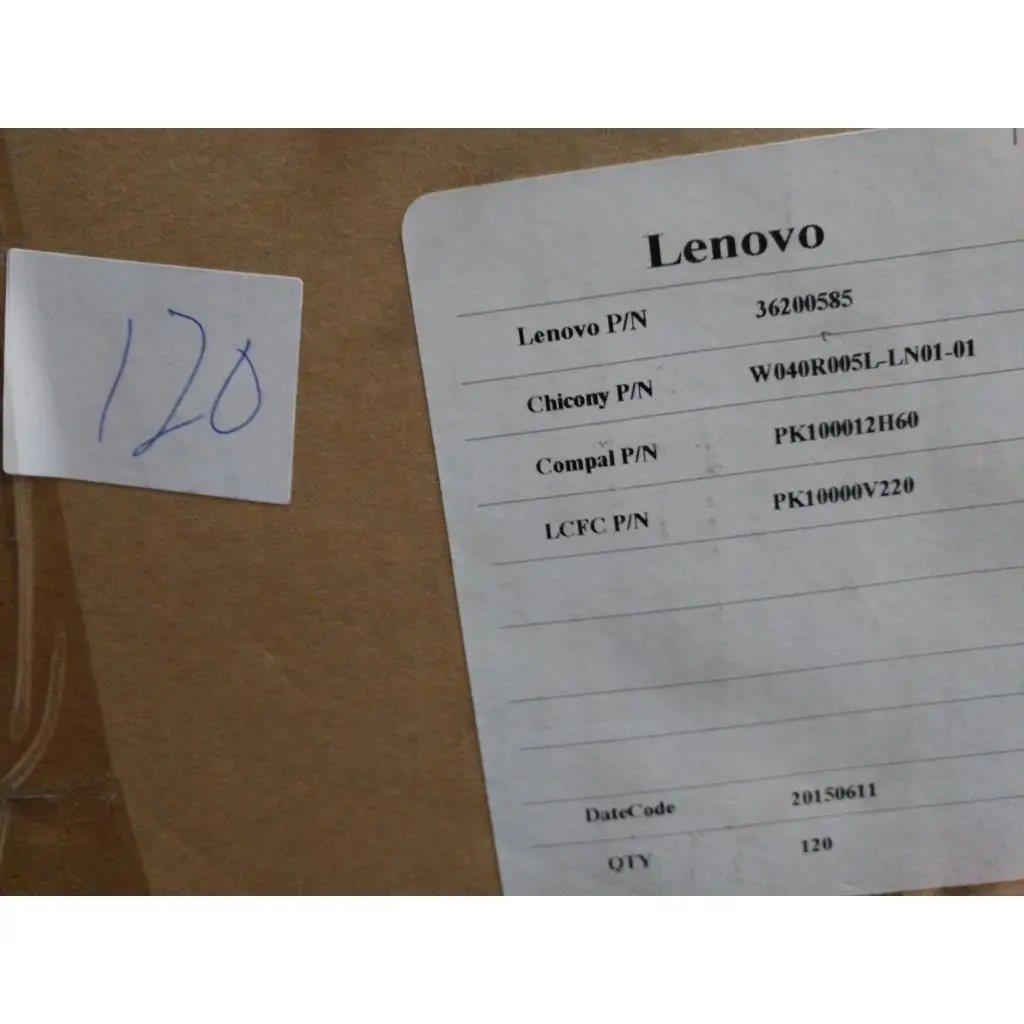 120
Lenovo
Lenovo P/N 36200585
Chicony P/N W040R005L-LN01-01
Compal P/N PK100012H60
LCFC P/N PK10000V220
DateCode 20150611
QTY 120